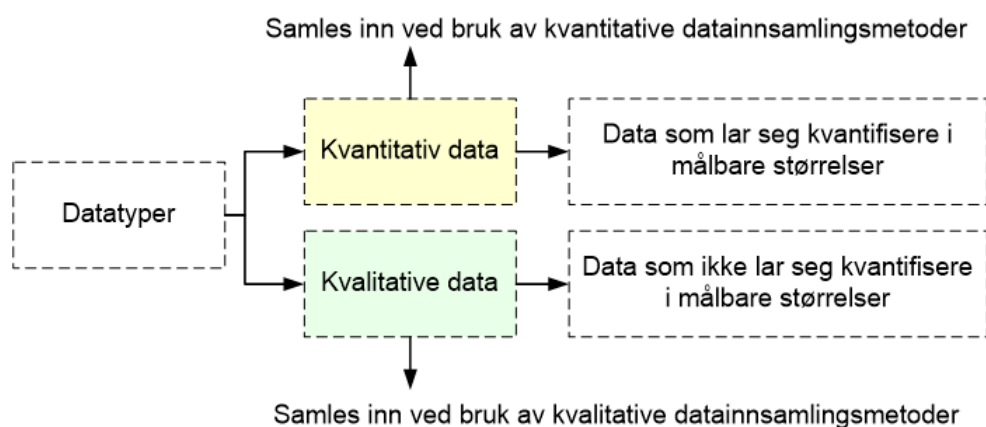 Samles inn ved bruk av kvantitative datainnsamlingsmetoder
Kvantitativ data
Data som lar seg kvantifisere i
målbare størrelser
Datatyper
Kvalitative data
Data som ikke lar seg kvantifisere
i målbare størrelser
Samles inn ved bruk av kvalitative datainnsamlingsmetoder